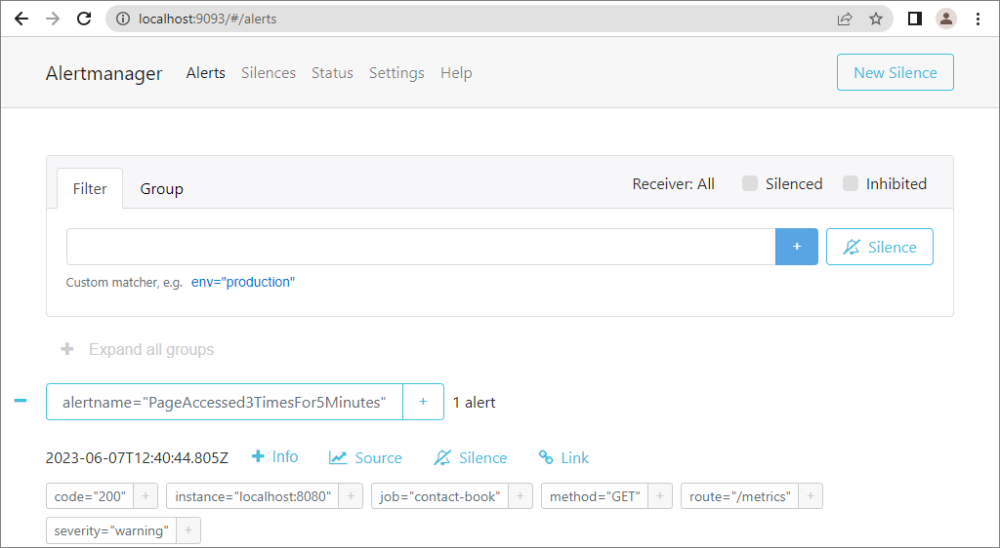 localhost:9093/#/alerts
Alertmanager Alerts Silences Status Settings Help New Silence
Filter Group Receiver: All Silenced Inhibited
+ Silence
Custom matcher, e.g. env="production"
+ Expand all groups
alertname="PageAccessed3TimesFor5Minutes" + 1 alert
2023-06-07T12:40:44.805Z + Info Source Silence Link
code="200" + instance="localhost:8080" + job="contact-book" + method="GET" + route="/metrics" +
severity="warning" +